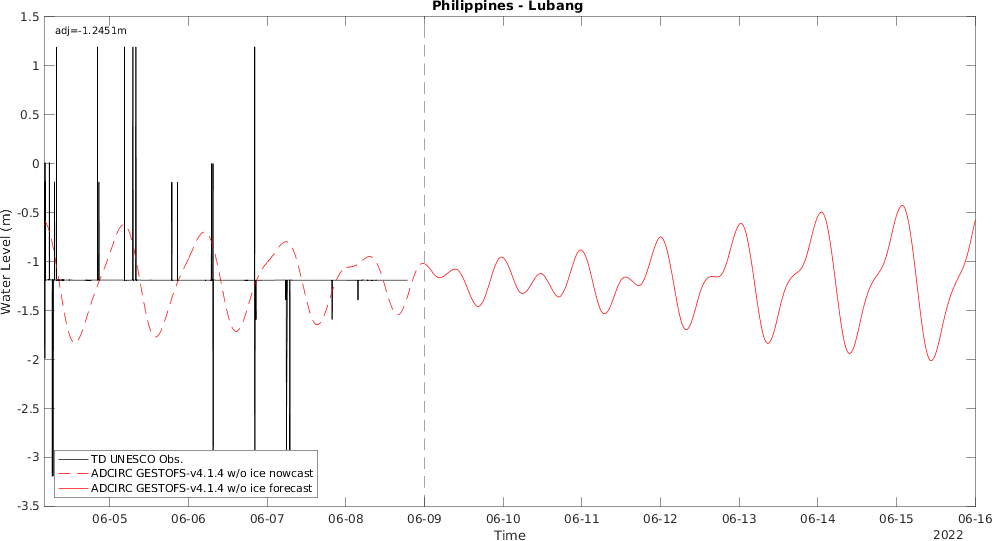 Philippines - Lubang
adj=-1.2451m
1.5
1
0.5
0
-0.5
-1
-1.5
-2
-2.5
-3
-3.5
Water Level (m)
TD UNESCO Obs.
ADCIRC GESTOFS-v4.1.4 w/o ice nowcast
ADCIRC GESTOFS-v4.1.4 w/o ice forecast
06-05 06-06 06-07 06-08 06-09 06-10 06-11 06-12 06-13 06-14 06-15 06-16
Time
2022